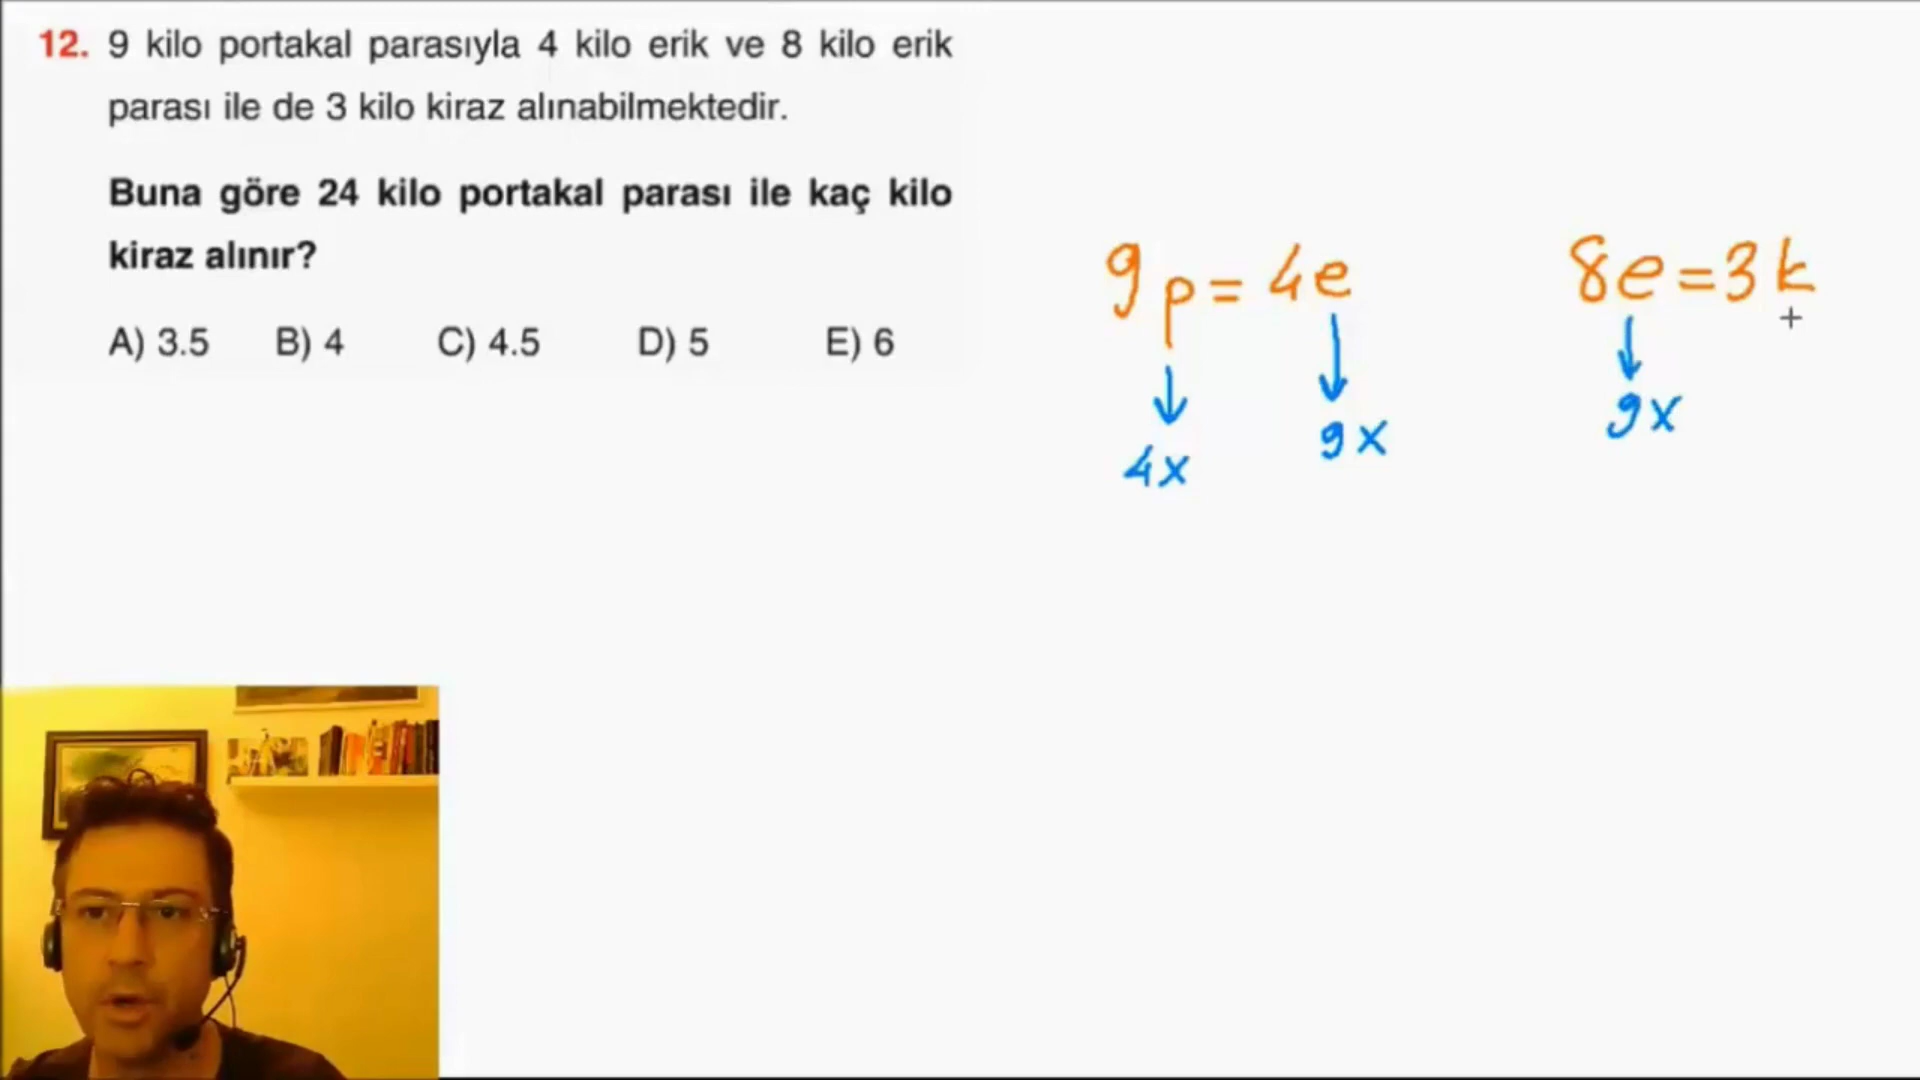 12. 9 kilo portakal parasıyla 4 kilo erik ve 8 kilo erik
parası ile de 3 kilo kiraz alınabilmektedir.
Buna göre 24 kilo portakal parası ile kaç kilo
kiraz alınır?
A) 3.5 B) 4 C) 4.5 D) 5 E) 6
9p = 4e 8e = 3k
4x 9x 9x